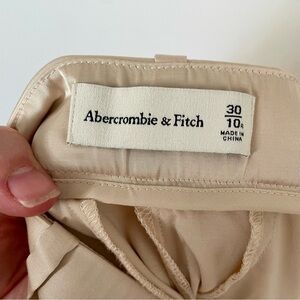 Abercrombie & Fitch
30
10s
MADE IN
CHINA